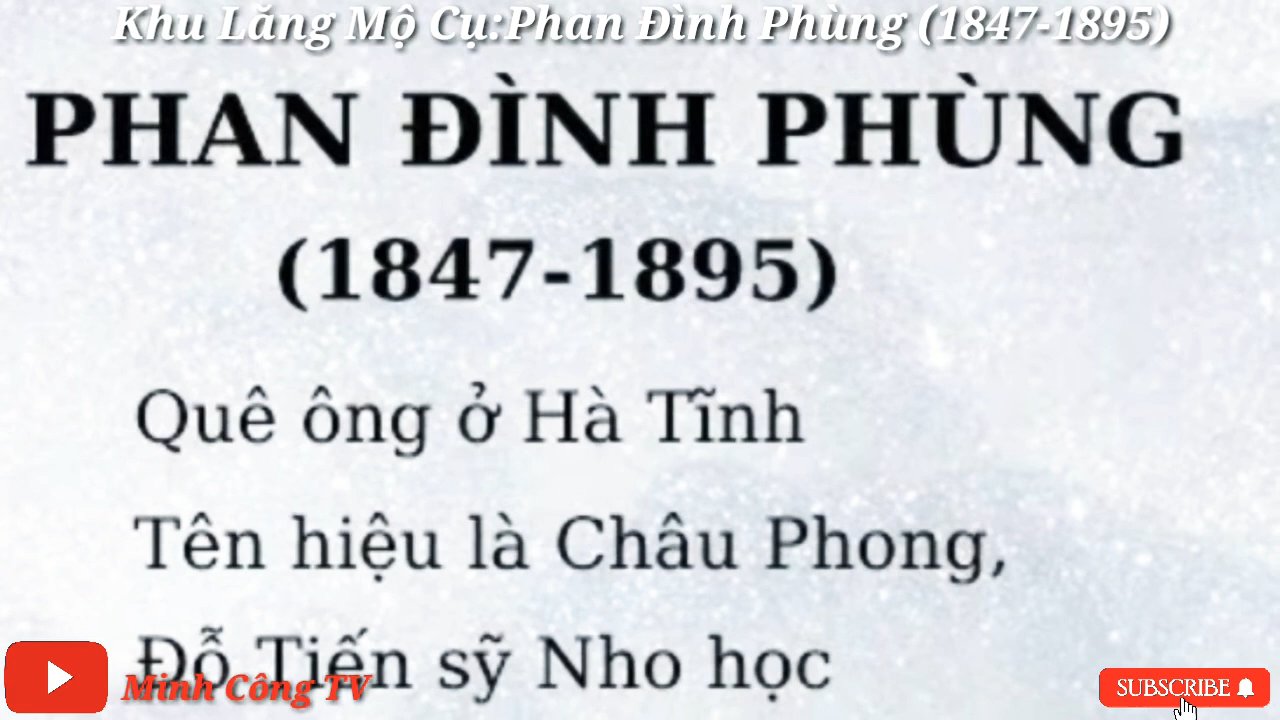 Khu Lăng Mộ Cụ:Phan Đình Phùng (1847-1895)
PHAN ĐÌNH PHÙNG
(1847-1895)
Quê ông ở Hà Tĩnh
Tên hiệu là Châu Phong,
Đỗ Tiến sỹ Nho học
Minh Công TV
SUBSCRIBE